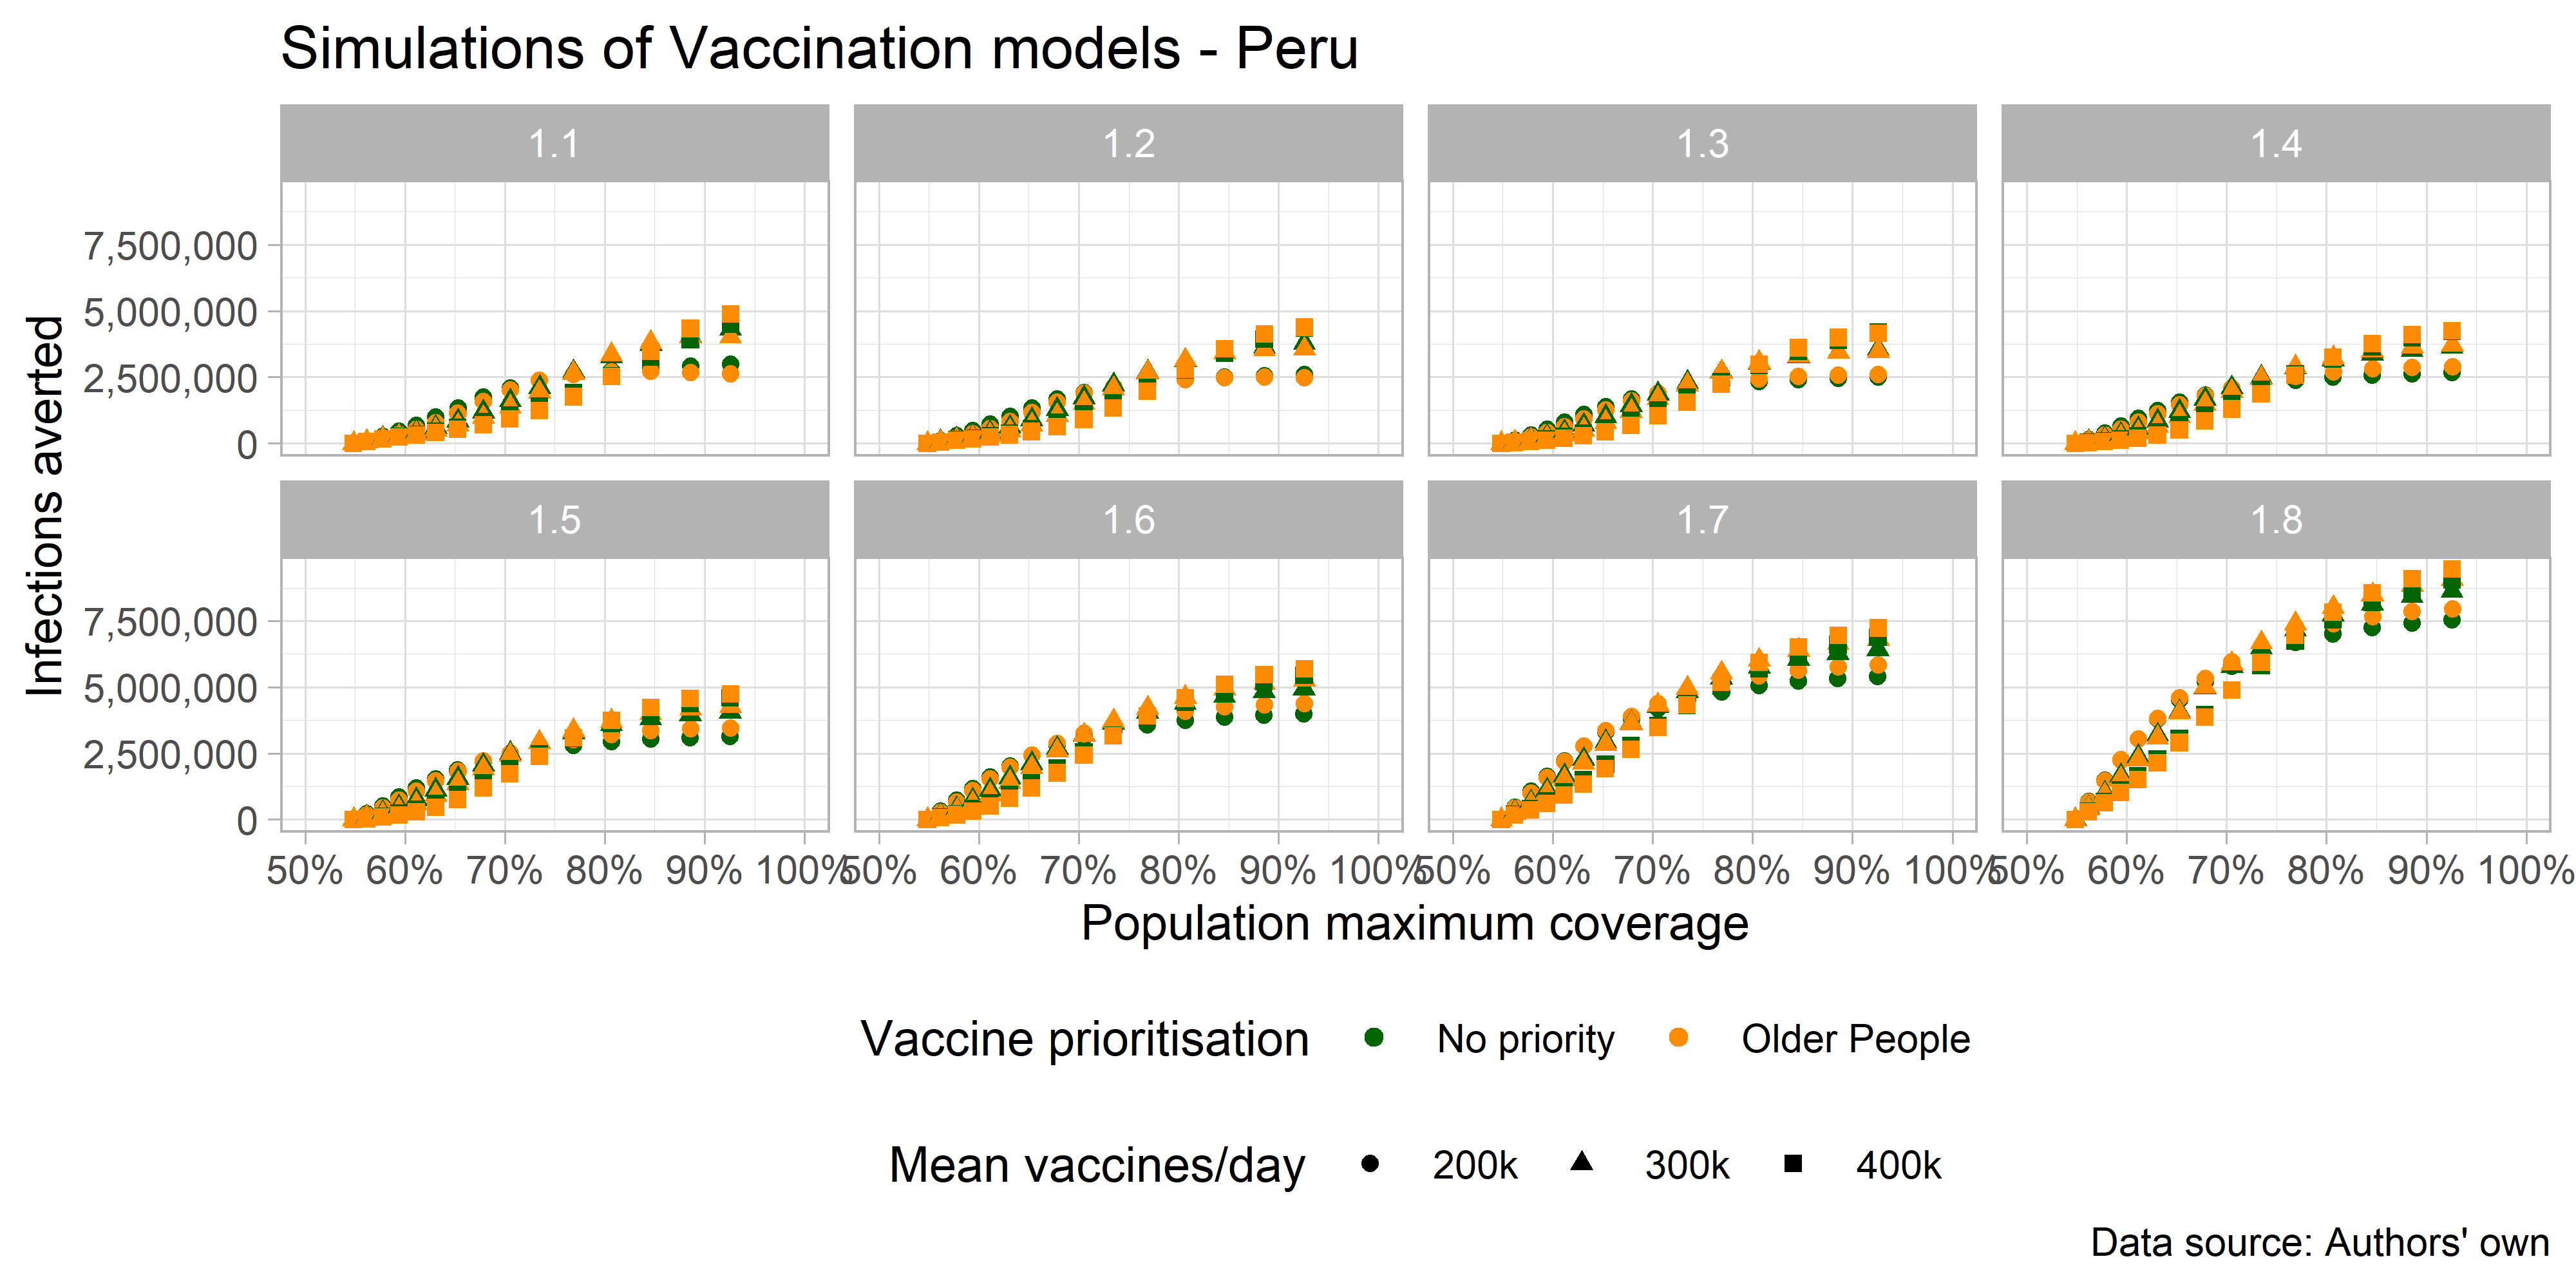 Simulations of Vaccination models - Peru
1.1 1.2 1.3 1.4
7,500,000
5,000,000
2,500,000
0
Infections averted
1.5 1.6 1.7 1.8
7,500,000
5,000,000
2,500,000
0
50% 60% 70% 80% 90% 100% 50% 60% 70% 80% 90% 100% 50% 60% 70% 80% 90% 100% 50% 60% 70% 80% 90% 100%
Population maximum coverage
Vaccine prioritisation No priority Older People
Mean vaccines/day 200k 300k 400k
Data source: Authors' own